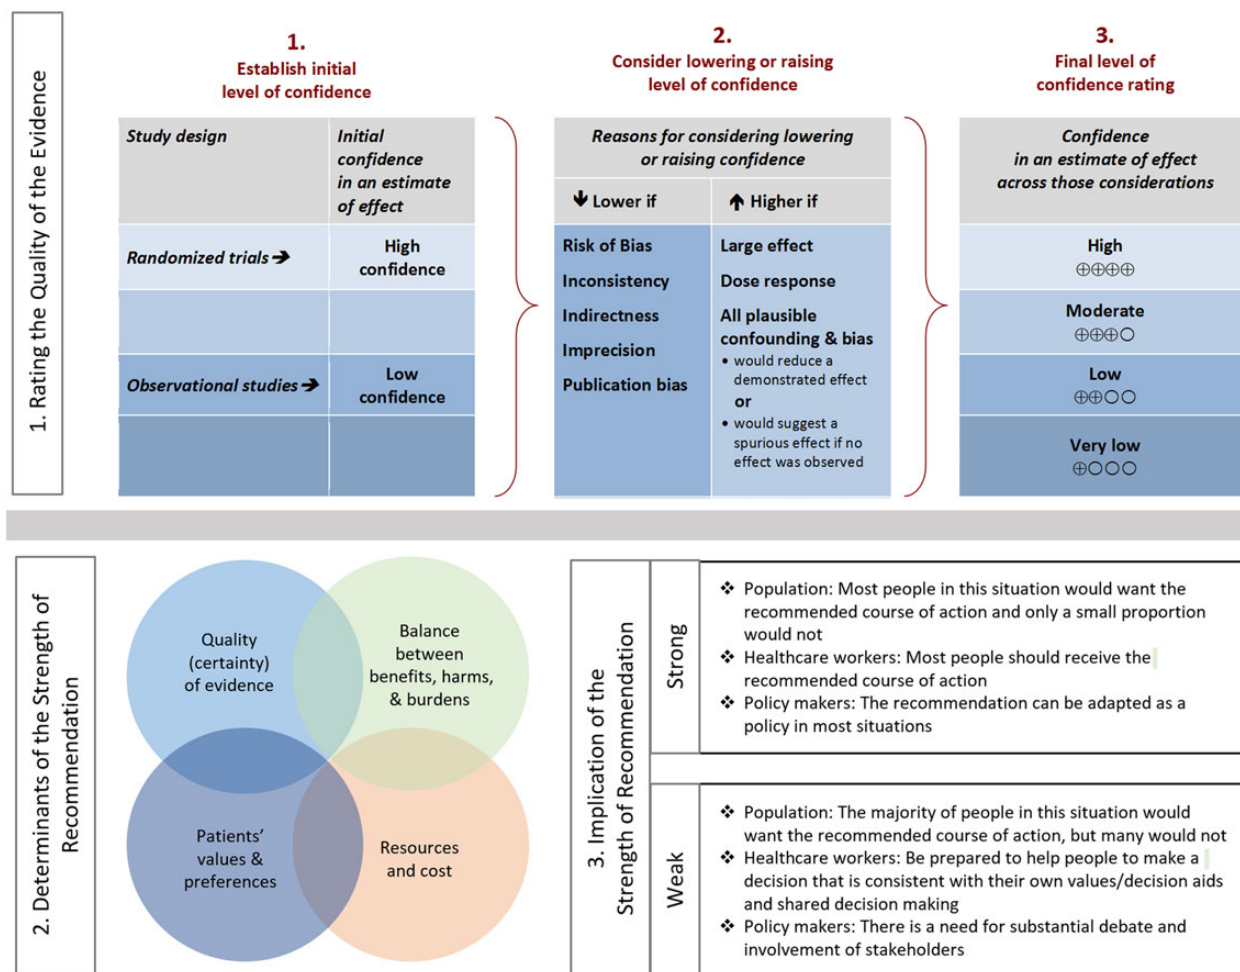 1. Rating the Quality of the Evidence
1.
Establish initial
level of confidence
2.
Consider lowering or raising
level of confidence
3.
Final level of
confidence rating
Study design
Initial
confidence
in an estimate
of effect
Randomized trials ➔
High
confidence
Observational studies ➔
Low
confidence
Reasons for considering lowering
or raising confidence
🡇 Lower if
🡅 Higher if
Risk of Bias
Inconsistency
Indirectness
Imprecision
Publication bias
Large effect
Dose response
All plausible
confounding & bias
• would reduce a
demonstrated effect
or
• would suggest a
spurious effect if no
effect was observed
Confidence
in an estimate of effect
across those considerations
High
⊕⊕⊕⊕
Moderate
⊕⊕⊕○
Low
⊕⊕○○
Very low
⊕○○○
2. Determinants of the Strength of
Recommendation
Quality
(certainty)
of evidence
Balance
between
benefits, harms,
& burdens
Patients’
values &
preferences
Resources
and cost
3. Implication of the
Strength of Recommendation
Strong
❖ Population: Most people in this situation would want the
recommended course of action and only a small proportion
would not
❖ Healthcare workers: Most people should receive the
recommended course of action
❖ Policy makers: The recommendation can be adapted as a
policy in most situations
Weak
❖ Population: The majority of people in this situation would
want the recommended course of action, but many would not
❖ Healthcare workers: Be prepared to help people to make a
decision that is consistent with their own values/decision aids
and shared decision making
❖ Policy makers: There is a need for substantial debate and
involvement of stakeholders